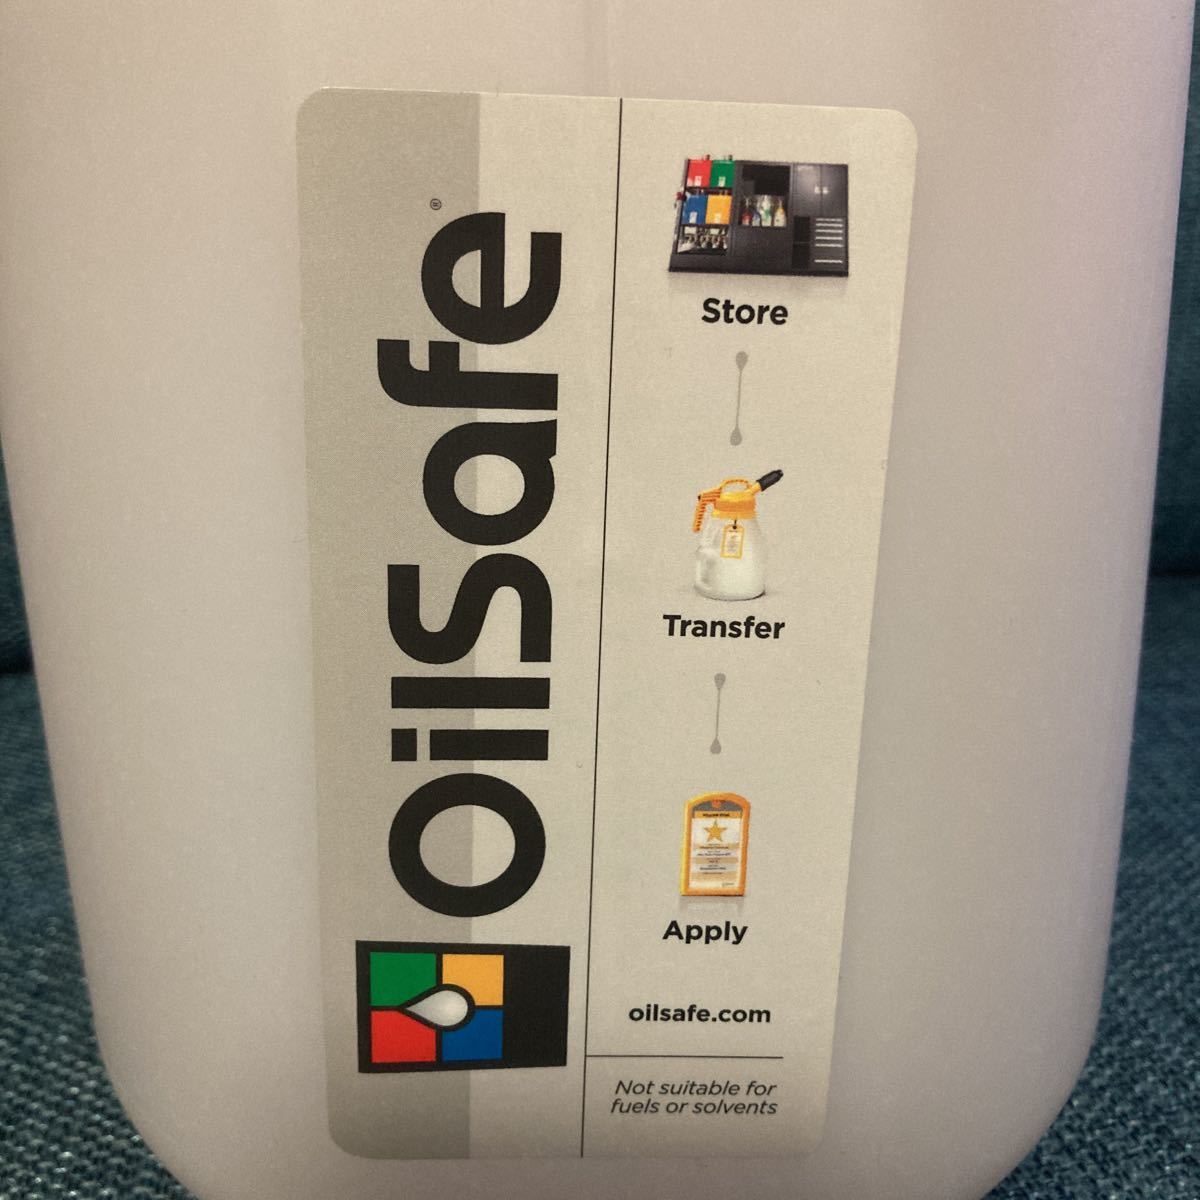 OilSafe®
Store
Transfer
Apply
oilsafe.com
Not suitable for
fuels or solvents